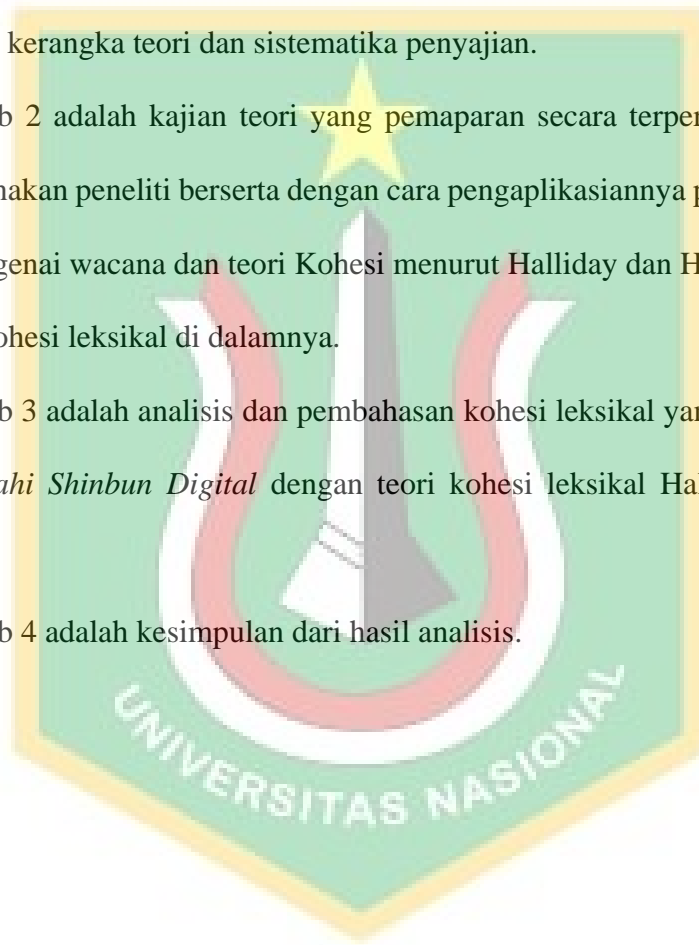 kerangka teori dan sistematika penyajian.
b 2 adalah kajian teori yang pemaparan secara terper
nakan peneliti berserta dengan cara pengaplikasiannya p
genai wacana dan teori Kohesi menurut Halliday dan H
ohesi leksikal di dalamnya.
b 3 adalah analisis dan pembahasan kohesi leksikal yan
ahi Shinbun Digital dengan teori kohesi leksikal Hal
b 4 adalah kesimpulan dari hasil analisis.
UNIVERSITAS NASIONAL